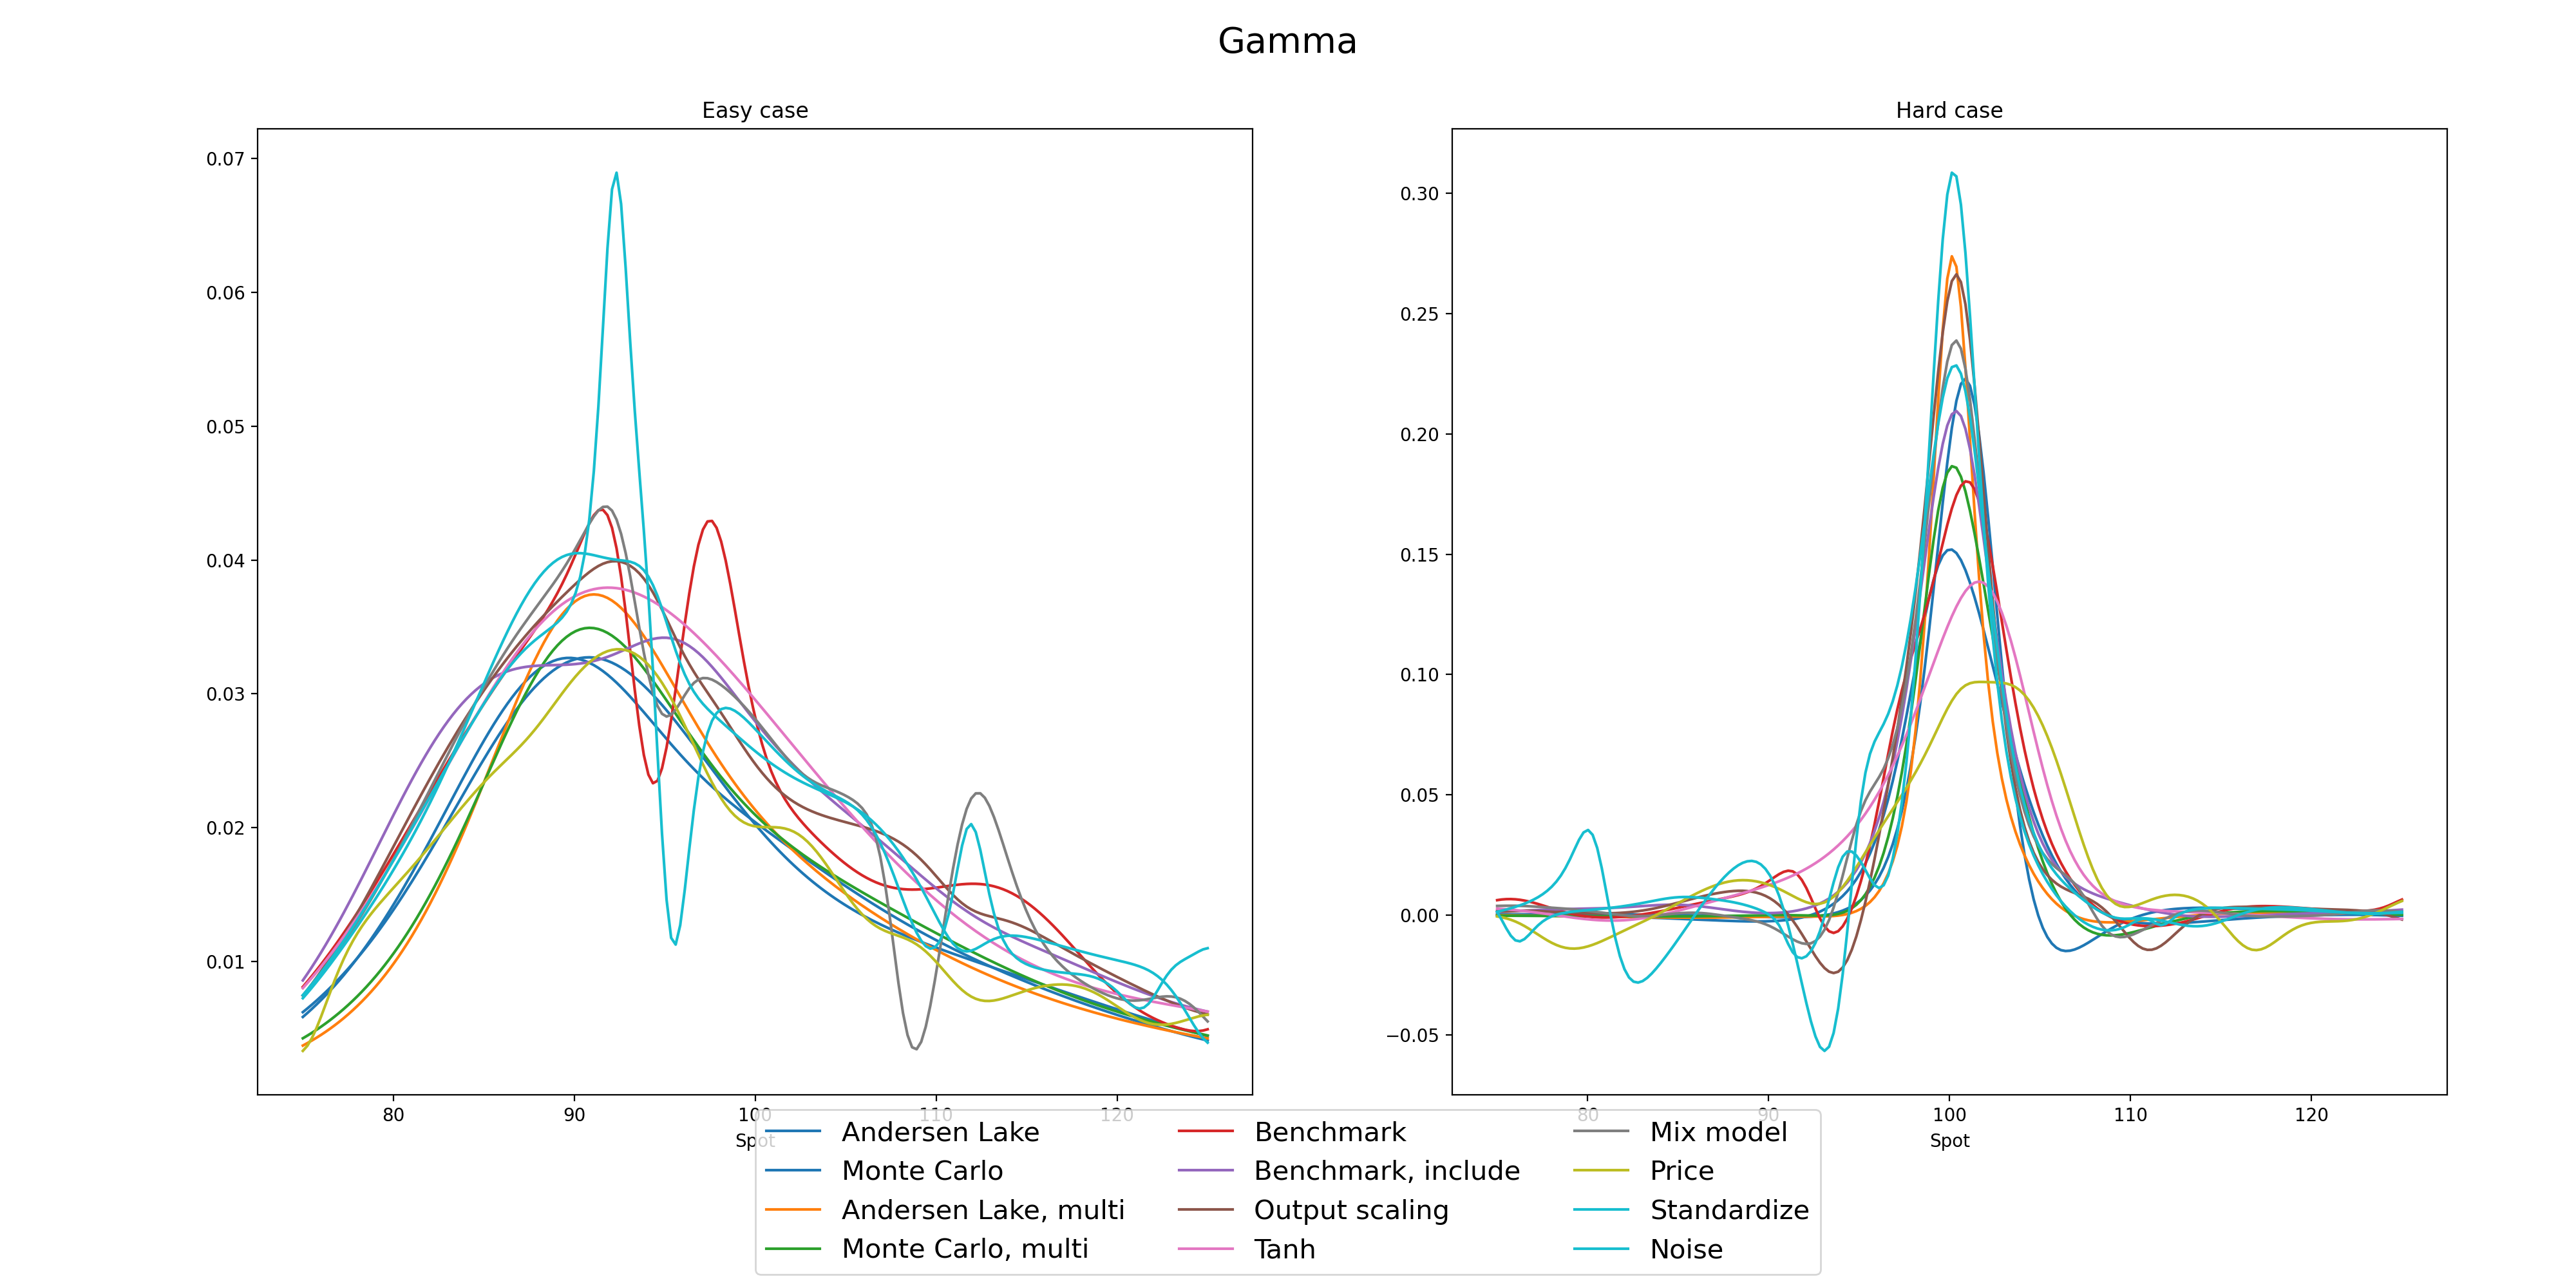 Gamma
Easy case
0.07
0.06
0.05
0.04
0.03
0.02
0.01
80 90 100 110 120
Spot
Hard case
0.30
0.25
0.20
0.15
0.10
0.05
0.00
−0.05
80 90 100 110 120
Spot
Andersen Lake
Monte Carlo
Andersen Lake, multi
Monte Carlo, multi
Benchmark
Benchmark, include
Output scaling
Tanh
Mix model
Price
Standardize
Noise